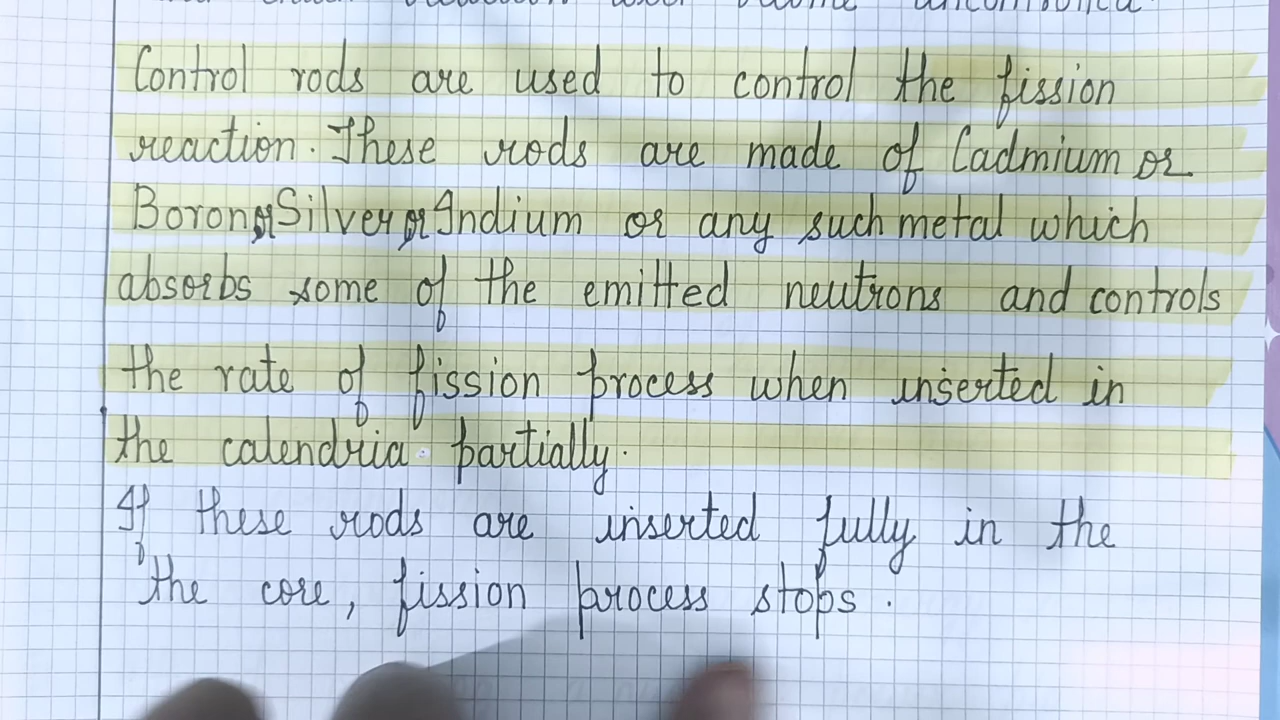 Control rods are used to control the fission
reaction. These rods are made of Cadmium or
Boron or Silver or Indium or any such metal which
absorbs some of the emitted neutrons and controls
the rate of fission process when inserted in
the calendria partially.
If these rods are inserted fully in the
the core, fission process stops.